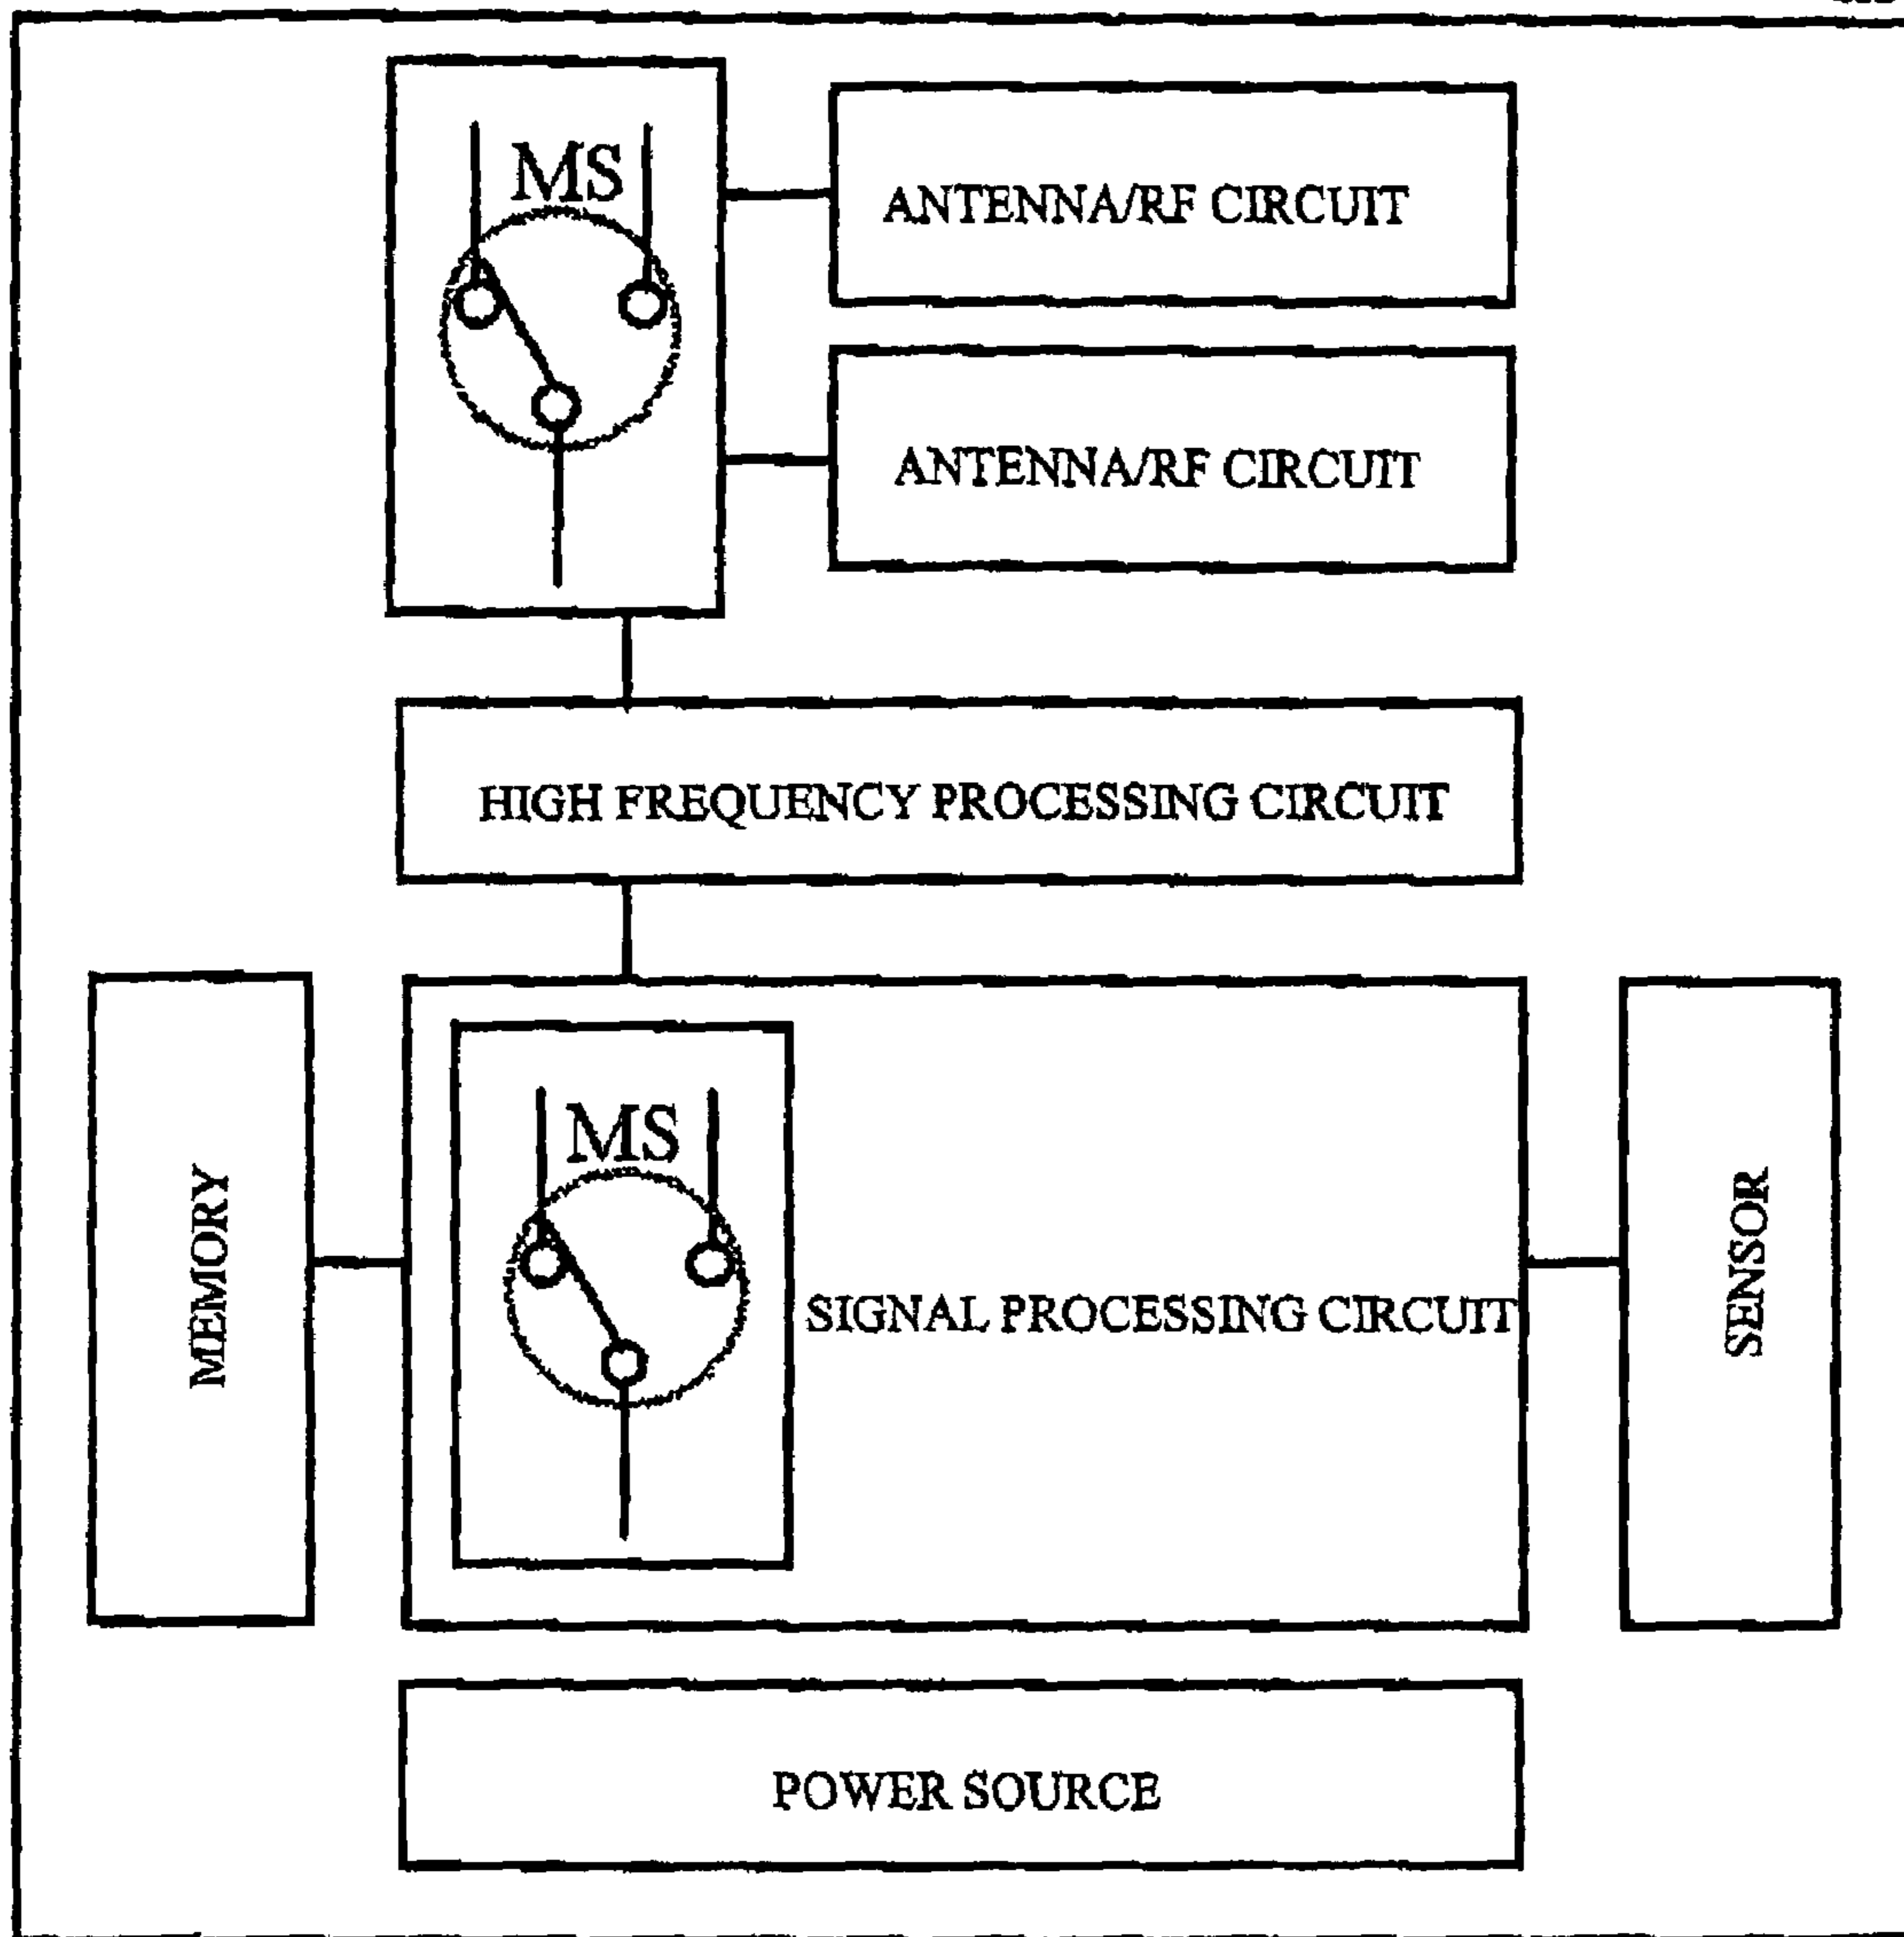 MS
ANTENNA/RF CIRCUIT
ANTENNA/RF CIRCUIT
HIGH FREQUENCY PROCESSING CIRCUIT
MEMORY
MS
SIGNAL PROCESSING CIRCUIT
SENSOR
POWER SOURCE